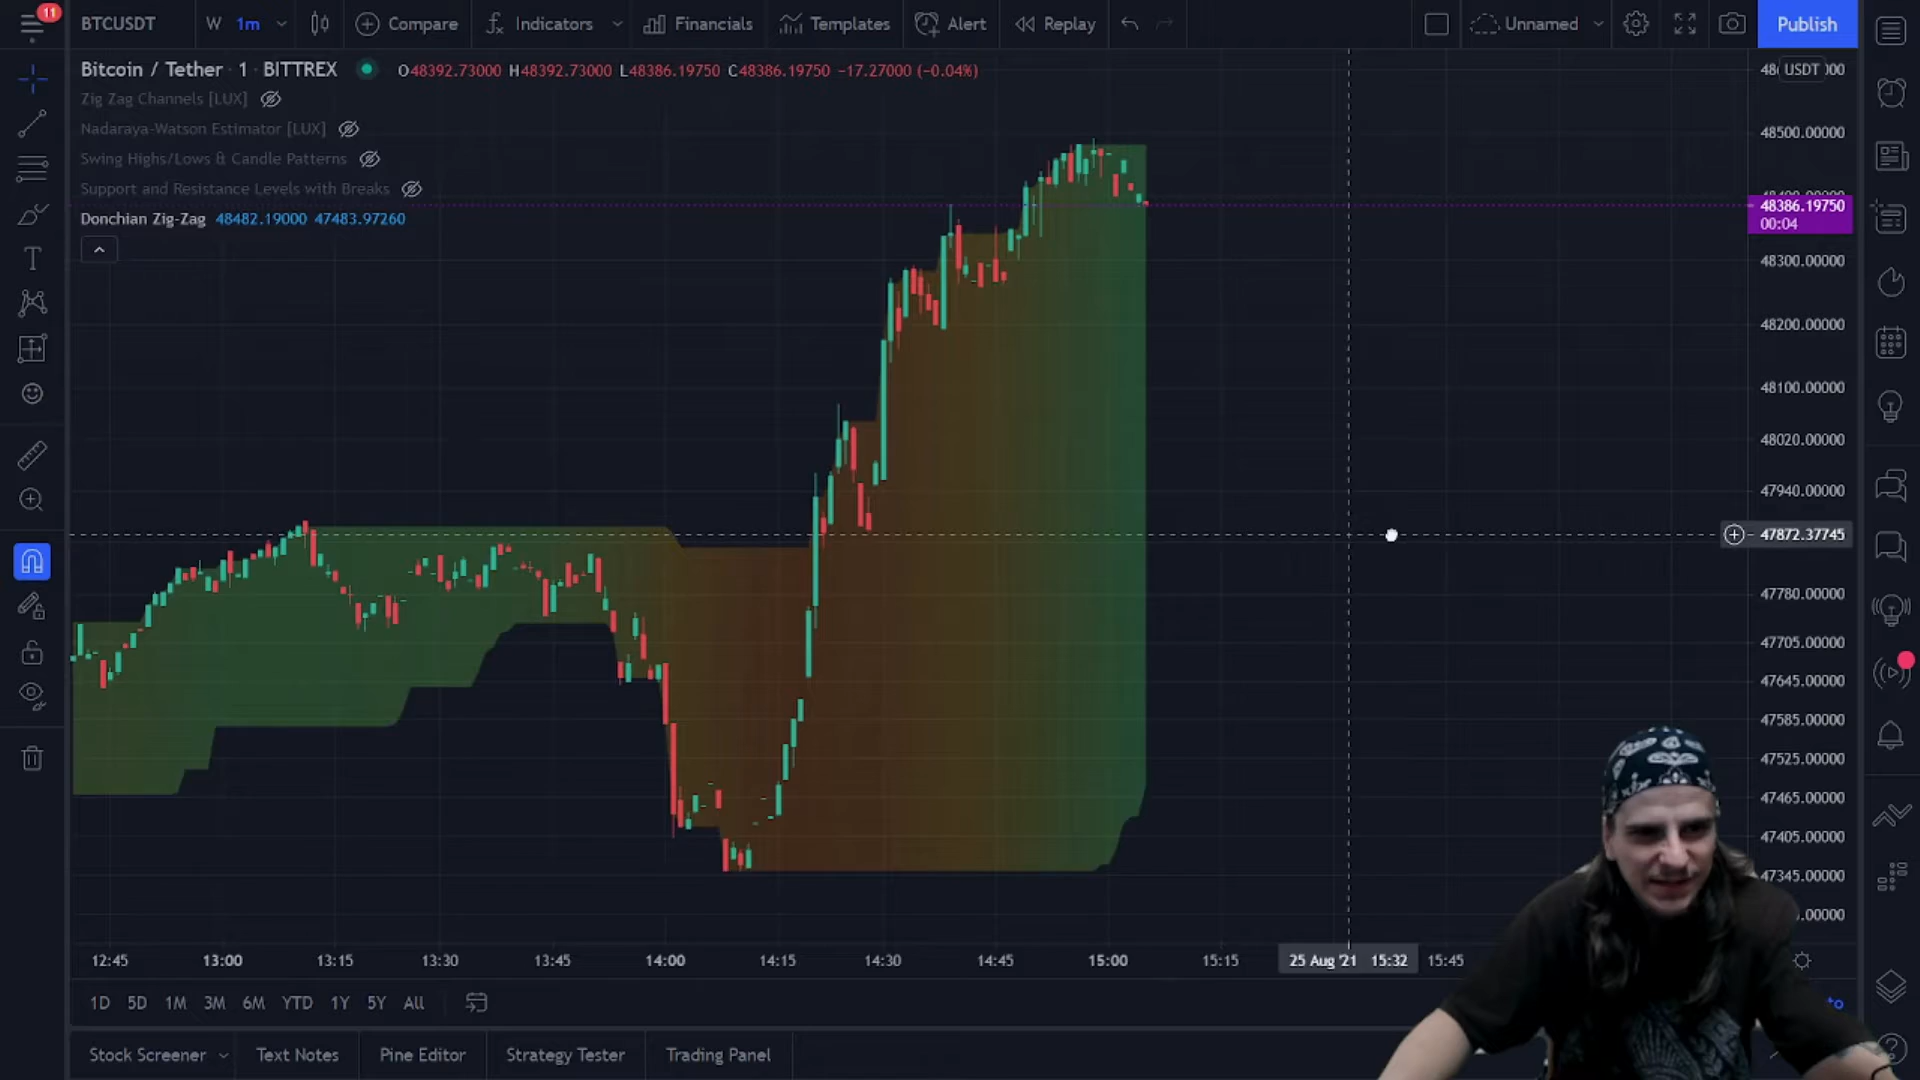 11
BTCUSDT
W 1m
Compare
Indicators
Financials
Templates
Alert
Replay
Unnamed
Publish
Bitcoin / Tether · 1 · BITTREX
O48392.73000 H48392.73000 L48386.19750 C48386.19750 −17.27000 (−0.04%)
Zig Zag Channels [LUX]
Nadaraya-Watson Estimator [LUX]
Swing Highs/Lows & Candle Patterns
Support and Resistance Levels with Breaks
Donchian Zig-Zag 48482.19000 47483.97260
USDT
48500.00000
48386.19750
00:04
48300.00000
48200.00000
48100.00000
48020.00000
47940.00000
47872.37745
47780.00000
47705.00000
47645.00000
47585.00000
47525.00000
47465.00000
47405.00000
47345.00000
12:45 13:00 13:15 13:30 13:45 14:00 14:15 14:30 14:45 15:00 15:15 25 Aug '21 15:32 15:45
1D 5D 1M 3M 6M YTD 1Y 5Y All
Stock Screener
Text Notes
Pine Editor
Strategy Tester
Trading Panel